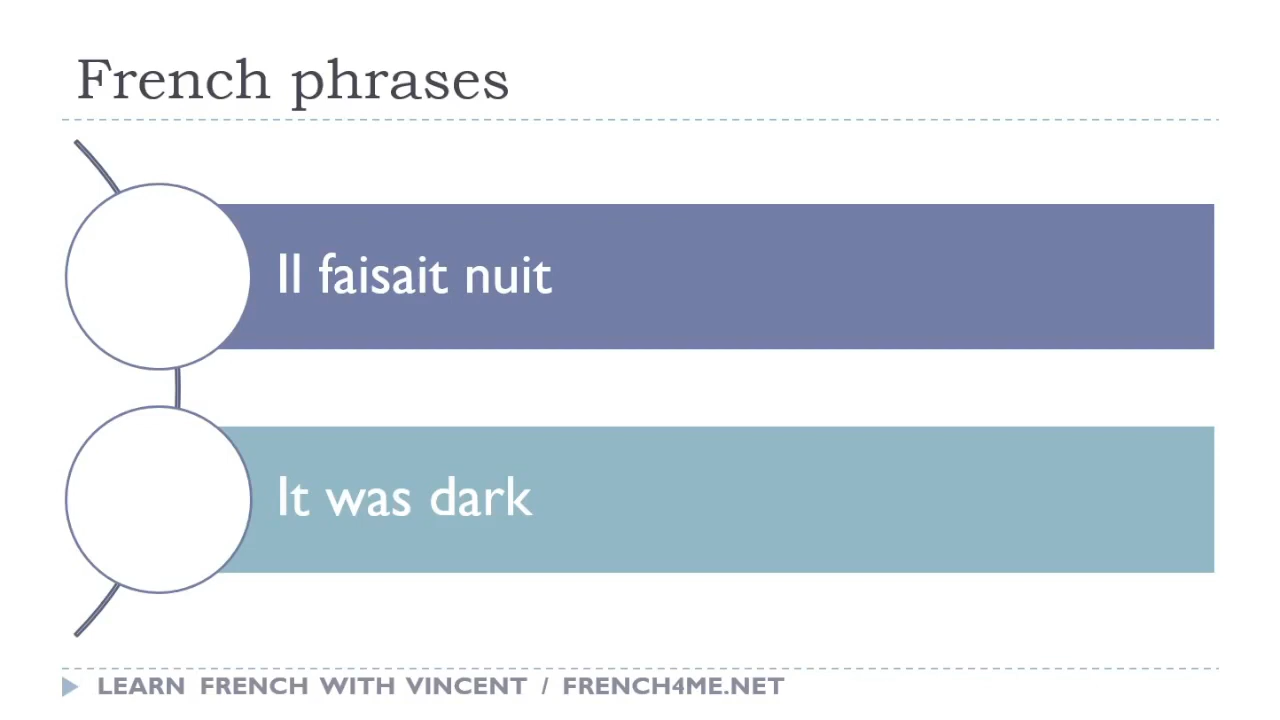 French phrases
Il faisait nuit
It was dark
LEARN FRENCH WITH VINCENT / FRENCH4ME.NET